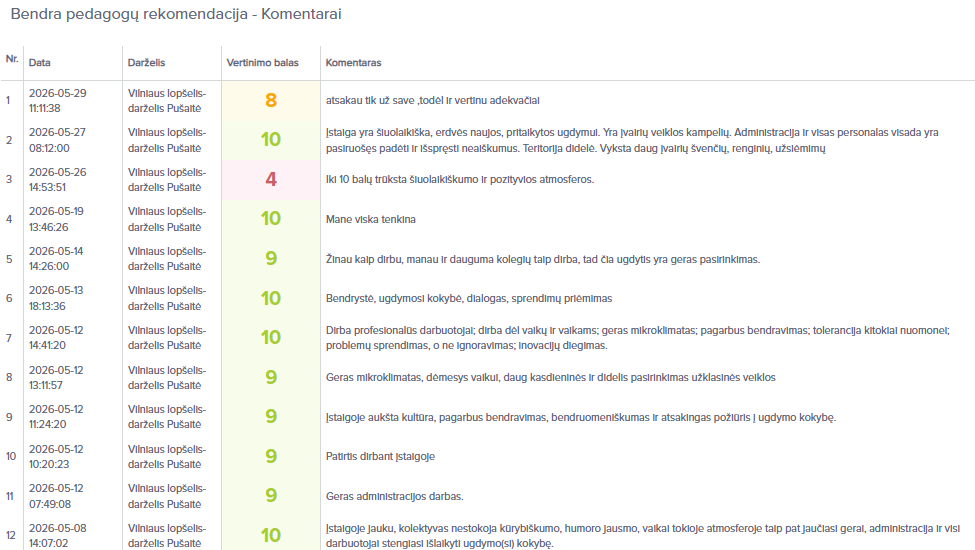 Bendra pedagogų rekomendacija - Komentarai
Nr. Data Darželis Vertinimo balas Komentaras
1 2026-05-29 11:11:38 Vilniaus lopšelis-darželis Pušaitė 8 atsakau tik už save ,todėl ir vertinu adekvačiai
2 2026-05-27 08:12:00 Vilniaus lopšelis-darželis Pušaitė 10 Įstaiga yra šiuolaikiška, erdvės naujos, pritaikytos ugdymui. Yra įvairių veiklos kampelių. Administracija ir visas personalas visada yra
pasiruošęs padėti ir išspręsti neaiškumus. Teritorija didelė. Vyksta daug įvairių švenčių, renginių, užsiėmimų
3 2026-05-26 14:53:51 Vilniaus lopšelis-darželis Pušaitė 4 Iki 10 balų trūksta šiuolaikiškumo ir pozityvios atmosferos.
4 2026-05-19 13:46:26 Vilniaus lopšelis-darželis Pušaitė 10 Mane viska tenkina
5 2026-05-14 14:26:00 Vilniaus lopšelis-darželis Pušaitė 9 Žinau kaip dirbu, manau ir dauguma kolegių taip dirba, tad čia ugdytis yra geras pasirinkimas.
6 2026-05-13 18:13:36 Vilniaus lopšelis-darželis Pušaitė 10 Bendrystė, ugdymosi kokybė, dialogas, sprendimų priėmimas
7 2026-05-12 14:41:20 Vilniaus lopšelis-darželis Pušaitė 10 Dirba profesionalūs darbuotojai; dirba dėl vaikų ir vaikams; geras mikroklimatas; pagarbus bendravimas; tolerancija kitokiai nuomonei;
problemų sprendimas, o ne ignoravimas; inovacijų diegimas.
8 2026-05-12 13:11:57 Vilniaus lopšelis-darželis Pušaitė 9 Geras mikroklimatas, dėmesys vaikui, daug kasdieninės ir didelis pasirinkimas užklasinės veiklos
9 2026-05-12 11:24:20 Vilniaus lopšelis-darželis Pušaitė 9 Įstaigoje aukšta kultūra, pagarbus bendravimas, bendruomeniškumas ir atsakingas požiūris į ugdymo kokybę.
10 2026-05-12 10:20:23 Vilniaus lopšelis-darželis Pušaitė 9 Patirtis dirbant įstaigoje
11 2026-05-12 07:49:08 Vilniaus lopšelis-darželis Pušaitė 9 Geras administracijos darbas.
12 2026-05-08 14:07:02 Vilniaus lopšelis-darželis Pušaitė 10 Įstaigoje jauku, kolektyvas nestokoja kūrybiškumo, humoro jausmo, vaikai tokioje atmosferoje taip pat jaučiasi gerai, administracija ir visi
darbuotojai stengiasi išlaikyti ugdymo(si) kokybę.